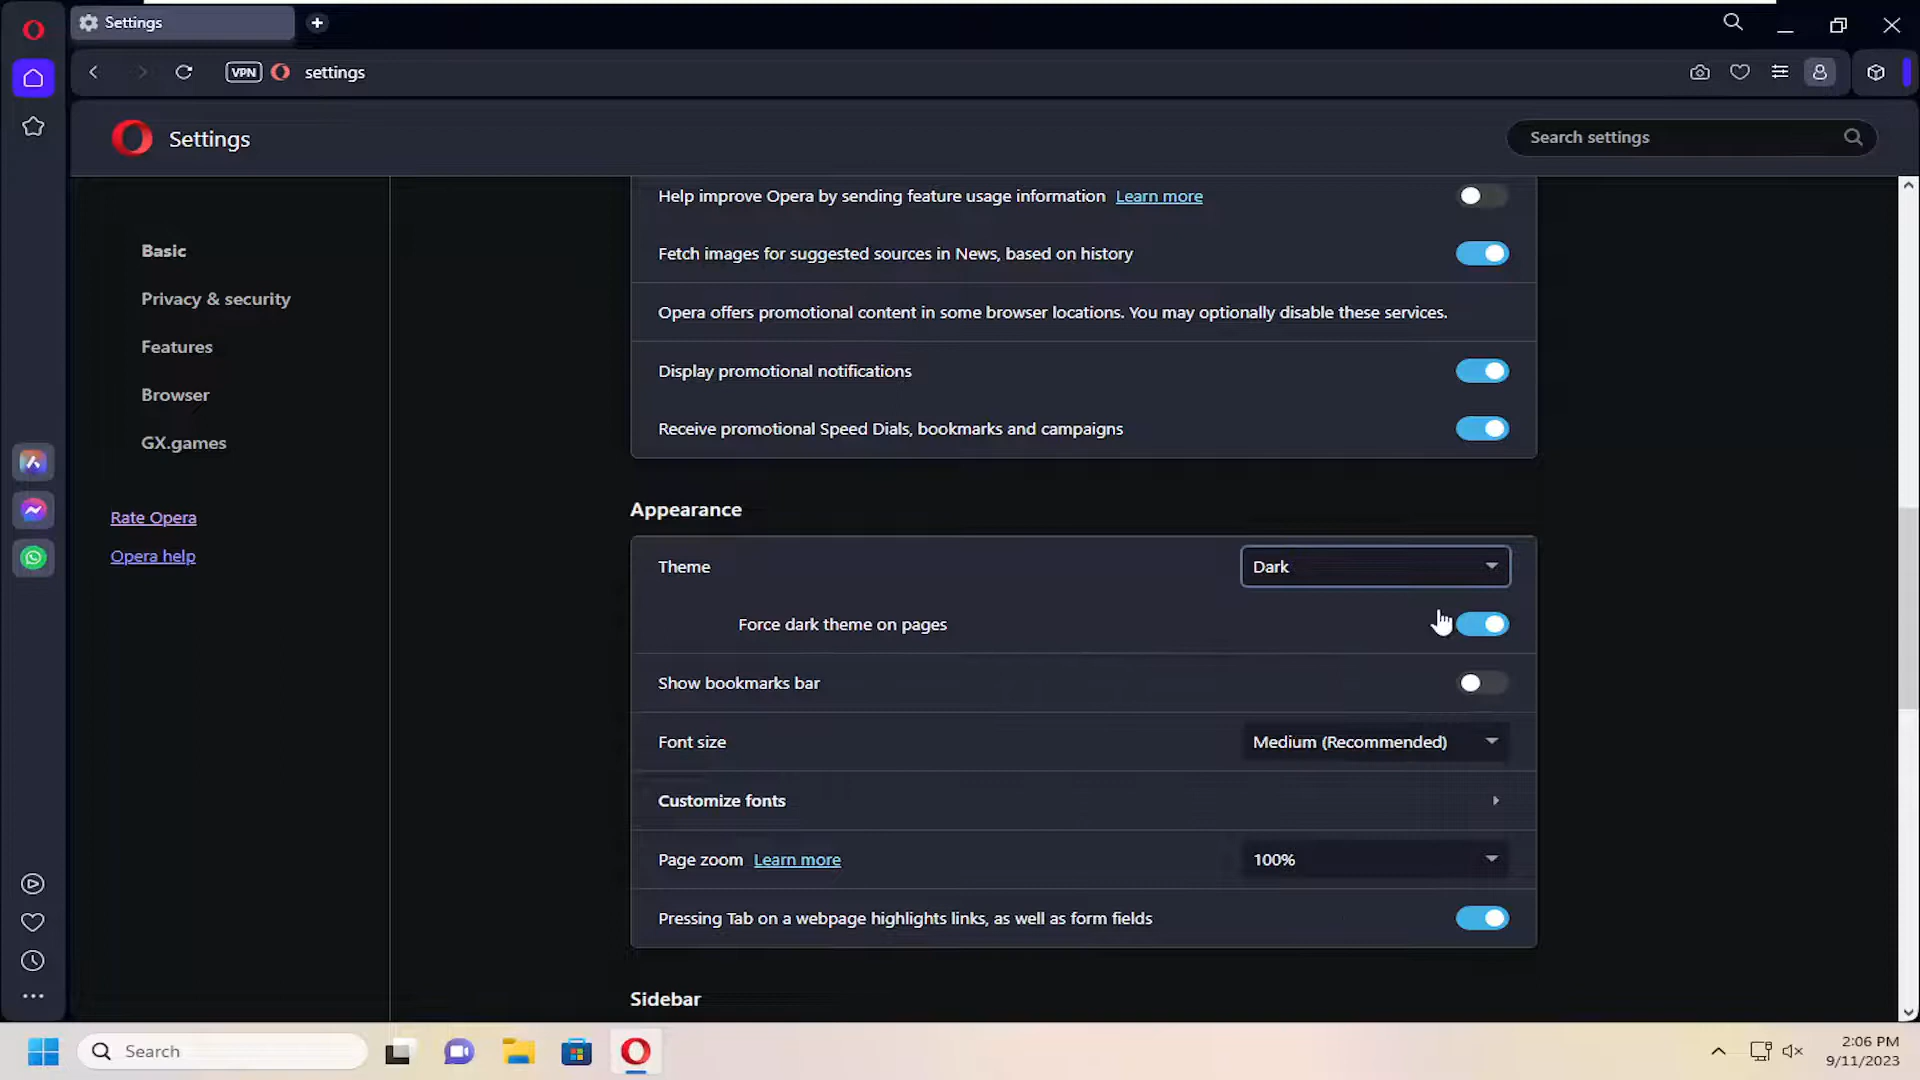 Settings
VPN
settings
Settings
Search settings
Basic
Privacy & security
Features
Browser
GX.games
Rate Opera
Opera help
Help improve Opera by sending feature usage information Learn more
Fetch images for suggested sources in News, based on history
Opera offers promotional content in some browser locations. You may optionally disable these services.
Display promotional notifications
Receive promotional Speed Dials, bookmarks and campaigns
Appearance
Theme Dark
Force dark theme on pages
Show bookmarks bar
Font size Medium (Recommended)
Customize fonts
Page zoom Learn more 100%
Pressing Tab on a webpage highlights links, as well as form fields
Sidebar
Search
2:06 PM
9/11/2023